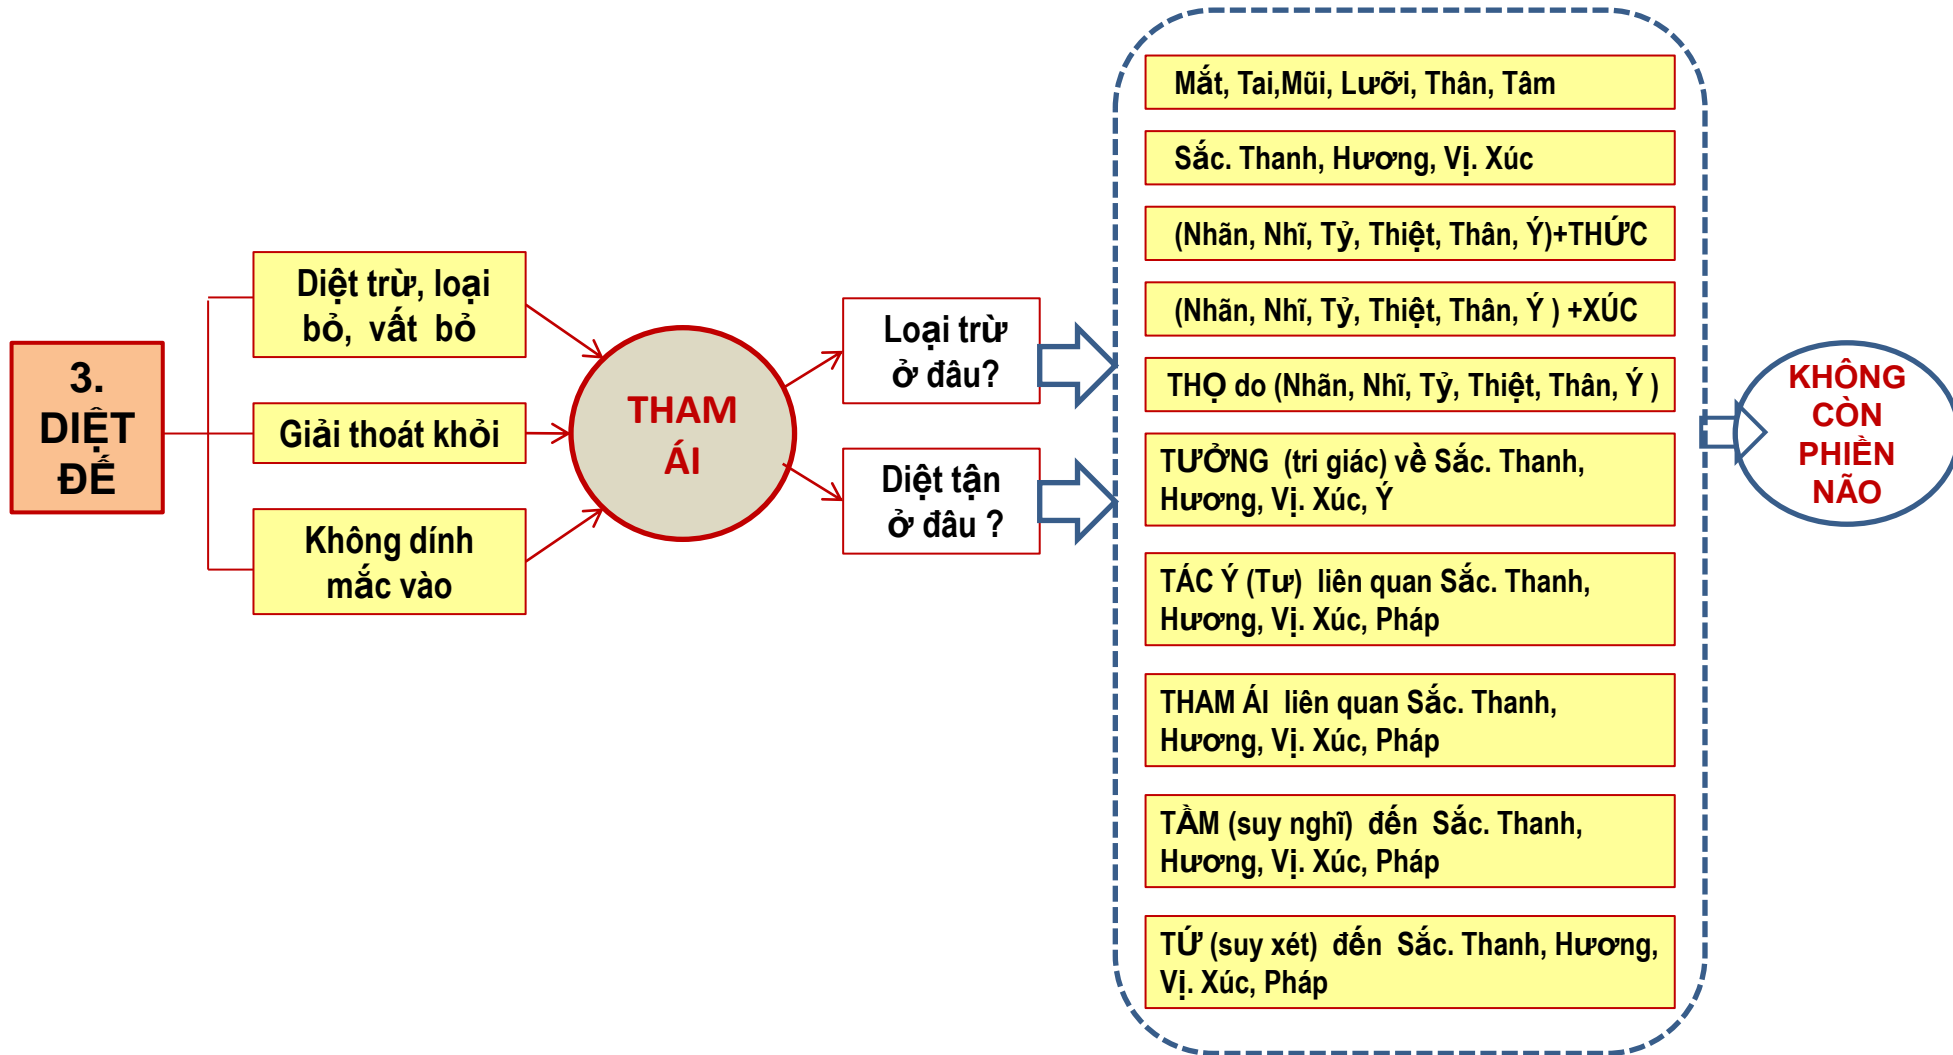 3.
DIỆT
ĐẾ
Diệt trừ, loại
bỏ, vất bỏ
Giải thoát khỏi
Không dính
mắc vào
THAM
ÁI
Loại trừ
ở đâu?
Diệt tận
ở đâu ?
Mắt, Tai,Mũi, Lưỡi, Thân, Tâm
Sắc. Thanh, Hương, Vị. Xúc
(Nhãn, Nhĩ, Tỷ, Thiệt, Thân, Ý)+THỨC
(Nhãn, Nhĩ, Tỷ, Thiệt, Thân, Ý ) +XÚC
THỌ do (Nhãn, Nhĩ, Tỷ, Thiệt, Thân, Ý )
TƯỞNG (tri giác) về Sắc. Thanh,
Hương, Vị. Xúc, Ý
TÁC Ý (Tư) liên quan Sắc. Thanh,
Hương, Vị. Xúc, Pháp
THAM ÁI liên quan Sắc. Thanh,
Hương, Vị. Xúc, Pháp
TẦM (suy nghĩ) đến Sắc. Thanh,
Hương, Vị. Xúc, Pháp
TỨ (suy xét) đến Sắc. Thanh, Hương,
Vị. Xúc, Pháp
KHÔNG
CÒN
PHIỀN
NÃO